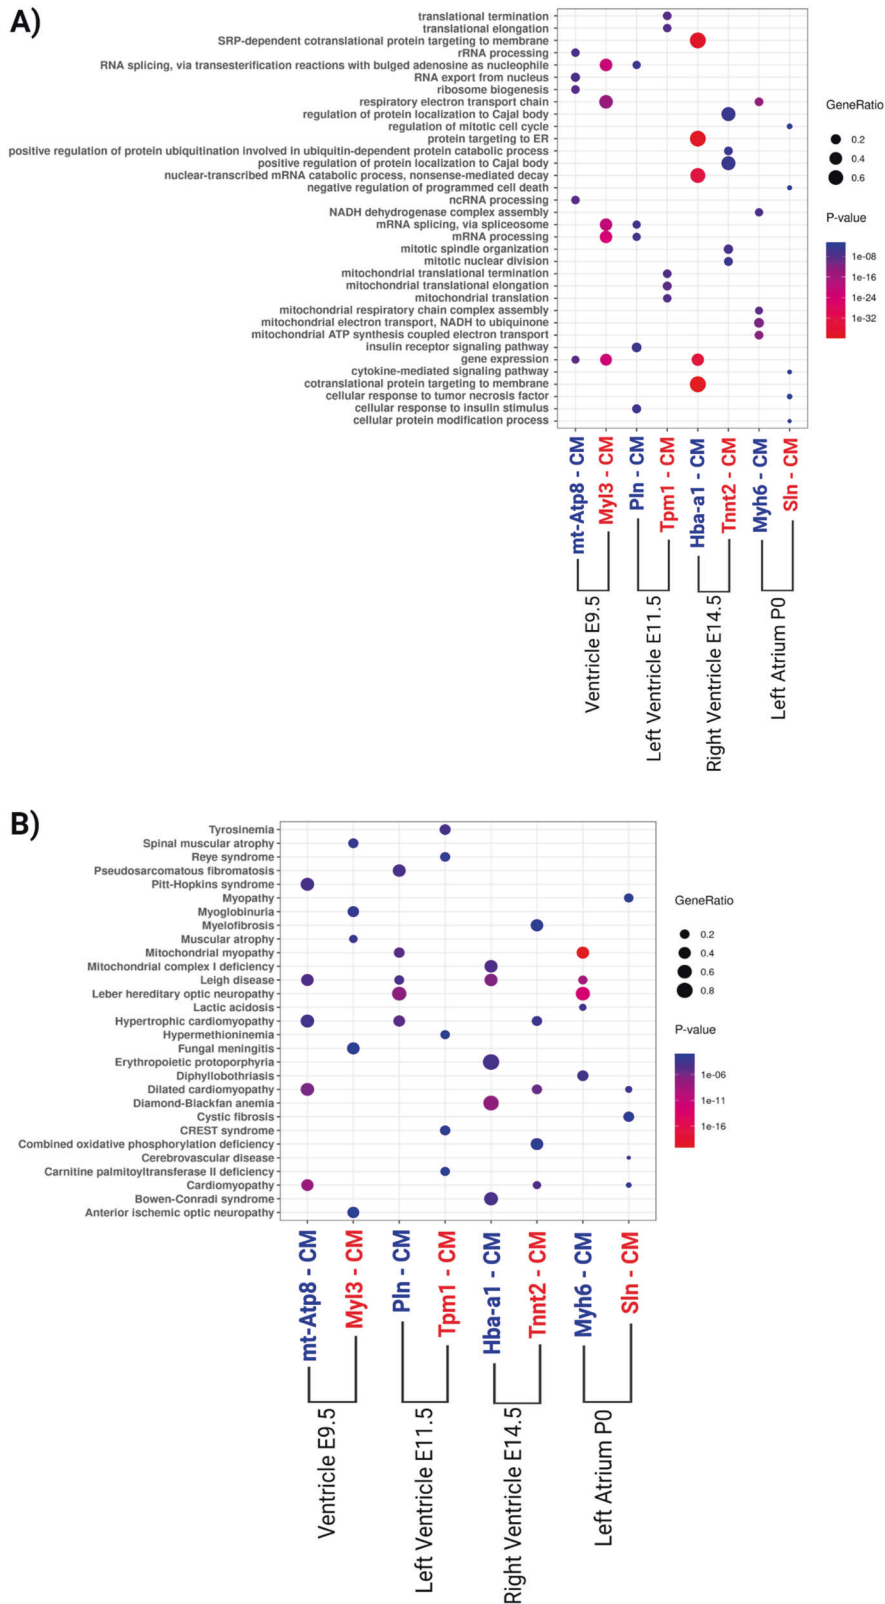 A)
translational termination
translational elongation
SRP-dependent cotranslational protein targeting to membrane
rRNA processing
RNA splicing, via transesterification reactions with bulged adenosine as nucleophile
RNA export from nucleus
ribosome biogenesis
respiratory electron transport chain
regulation of protein localization to Cajal body
regulation of mitotic cell cycle
protein targeting to ER
positive regulation of protein ubiquitination involved in ubiquitin-dependent protein catabolic process
positive regulation of protein localization to Cajal body
nuclear-transcribed mRNA catabolic process, nonsense-mediated decay
negative regulation of programmed cell death
ncRNA processing
NADH dehydrogenase complex assembly
mRNA splicing, via spliceosome
mRNA processing
mitotic spindle organization
mitotic nuclear division
mitochondrial translational termination
mitochondrial translational elongation
mitochondrial translation
mitochondrial respiratory chain complex assembly
mitochondrial electron transport, NADH to ubiquinone
mitochondrial ATP synthesis coupled electron transport
insulin receptor signaling pathway
gene expression
cytokine-mediated signaling pathway
cotranslational protein targeting to membrane
cellular response to tumor necrosis factor
cellular response to insulin stimulus
cellular protein modification process
GeneRatio
0.2
0.4
0.6
P-value
1e-08
1e-16
1e-24
1e-32
mt-Atp8 - CM
Myl3 - CM
Pln - CM
Tpm1 - CM
Hba-a1 - CM
Tnnt2 - CM
Myh6 - CM
Sln - CM
Ventricle E9.5
Left Ventricle E11.5
Right Ventricle E14.5
Left Atrium P0
B)
Tyrosinemia
Spinal muscular atrophy
Reye syndrome
Pseudosarcomatous fibromatosis
Pitt-Hopkins syndrome
Myopathy
Myoglobinuria
Myelofibrosis
Muscular atrophy
Mitochondrial myopathy
Mitochondrial complex I deficiency
Leigh disease
Leber hereditary optic neuropathy
Lactic acidosis
Hypertrophic cardiomyopathy
Hypermethioninemia
Fungal meningitis
Erythropoietic protoporphyria
Diphyllobothriasis
Dilated cardiomyopathy
Diamond-Blackfan anemia
Cystic fibrosis
CREST syndrome
Combined oxidative phosphorylation deficiency
Cerebrovascular disease
Carnitine palmitoyltransferase II deficiency
Cardiomyopathy
Bowen-Conradi syndrome
Anterior ischemic optic neuropathy
GeneRatio
0.2
0.4
0.6
0.8
P-value
1e-06
1e-11
1e-16
mt-Atp8 - CM
Myl3 - CM
Pln - CM
Tpm1 - CM
Hba-a1 - CM
Tnnt2 - CM
Myh6 - CM
Sln - CM
Ventricle E9.5
Left Ventricle E11.5
Right Ventricle E14.5
Left Atrium P0